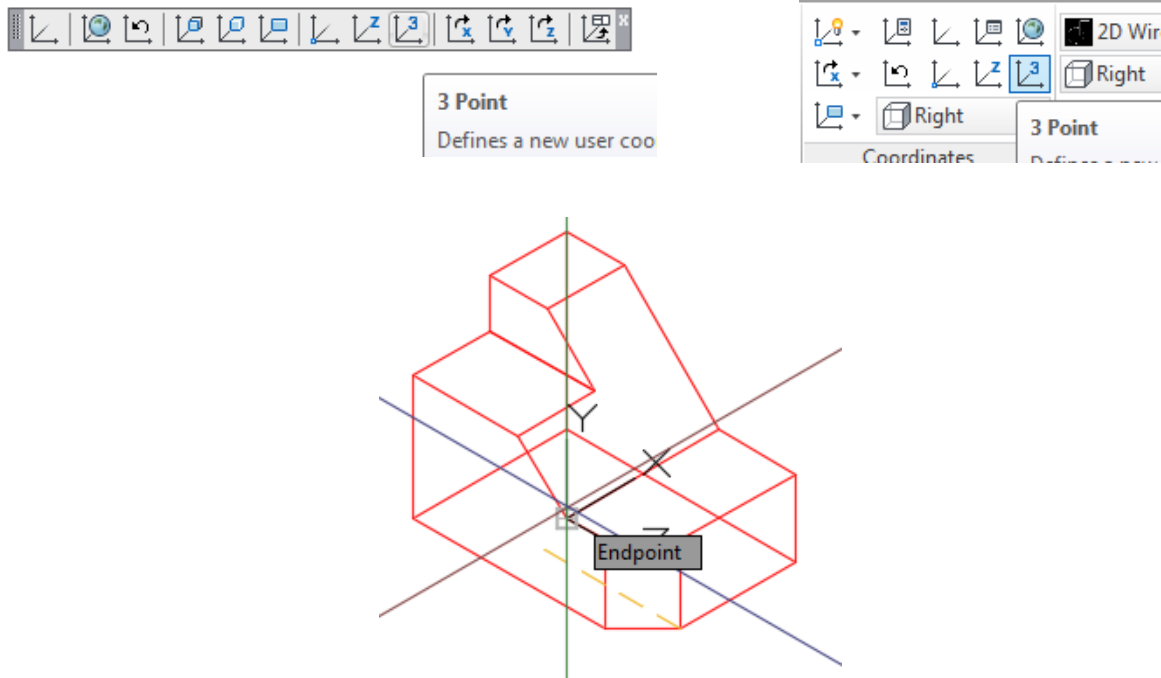 3 Point
Defines a new user coo
2D Wir
Right
Right
Coordinates
3 Point
Y
X
Z
Endpoint